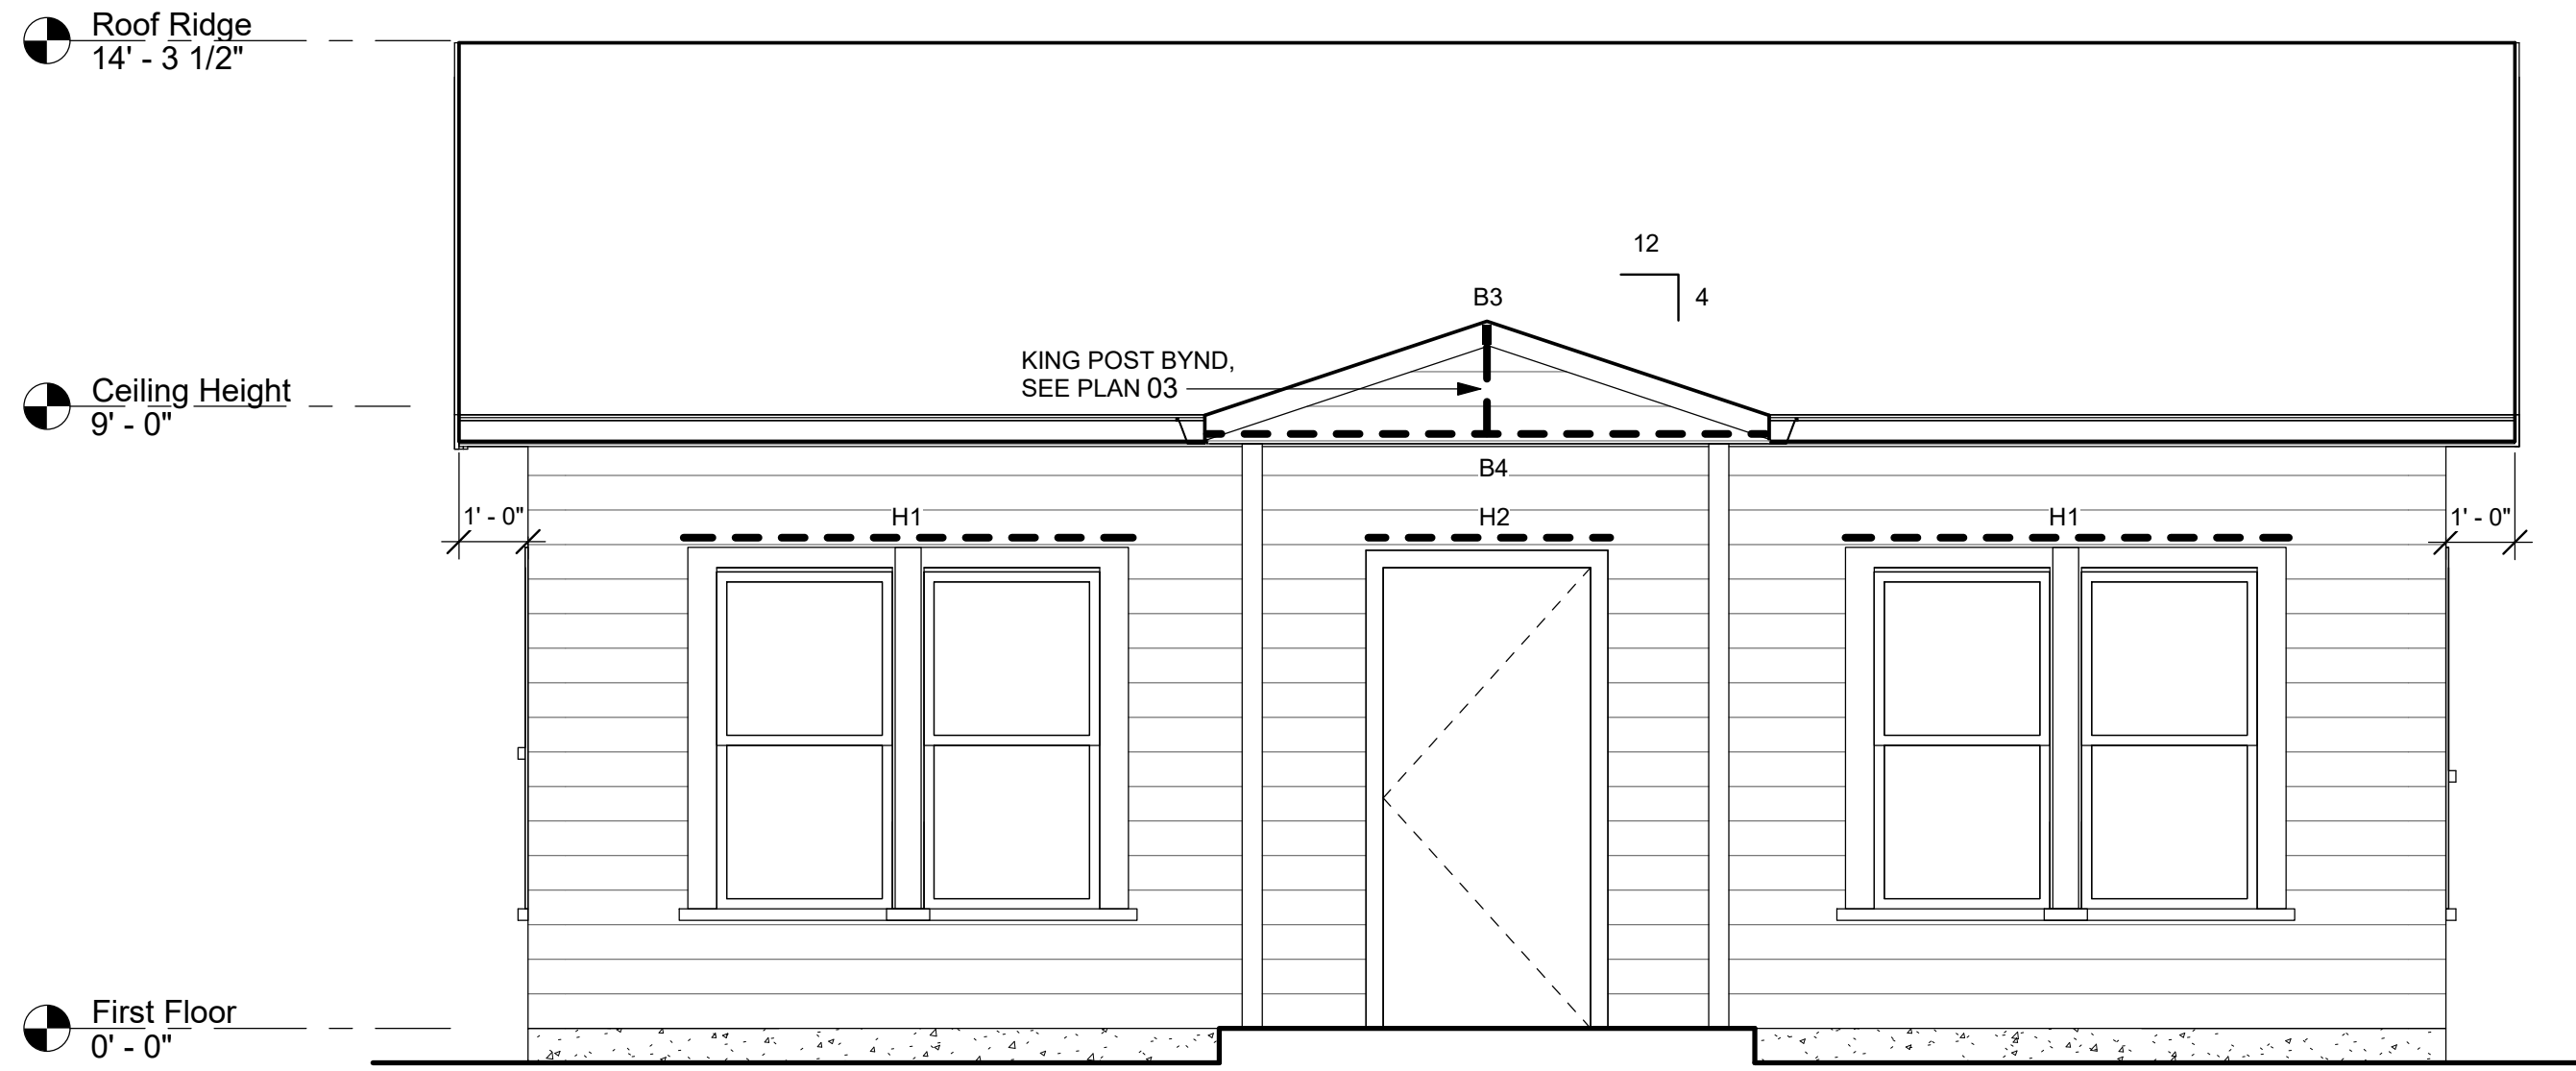 Roof Ridge
14' - 3 1/2"
12
4
B3
KING POST BYND,
SEE PLAN 03
Ceiling Height
9' - 0"
B4
1' - 0"
H1
H2
H1
1' - 0"
First Floor
0' - 0"